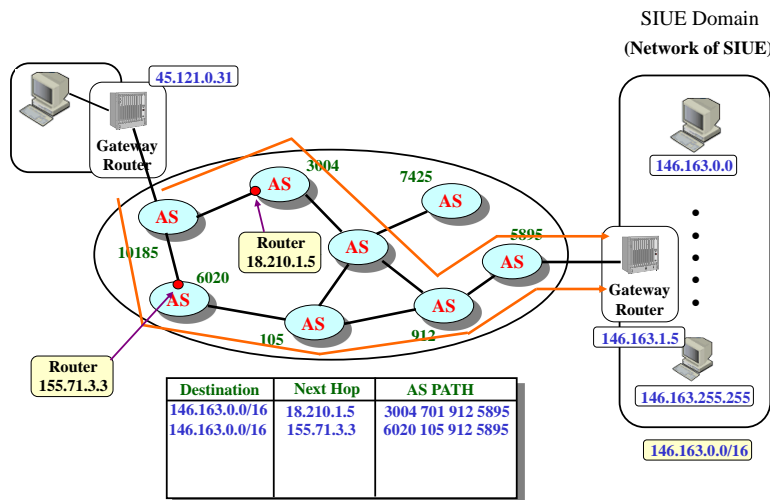 SIUE Domain
(Network of SIUE)
45.121.0.31
Gateway
Router
146.163.0.0
3004
7425
AS
AS
AS
10185
Router
18.210.1.5
AS
5895
AS
6020
AS
AS
AS
105
912
Gateway
Router
146.163.1.5
Router
155.71.3.3
146.163.255.255
146.163.0.0/16
Destination Next Hop AS PATH
146.163.0.0/16 18.210.1.5 3004 701 912 5895
146.163.0.0/16 155.71.3.3 6020 105 912 5895